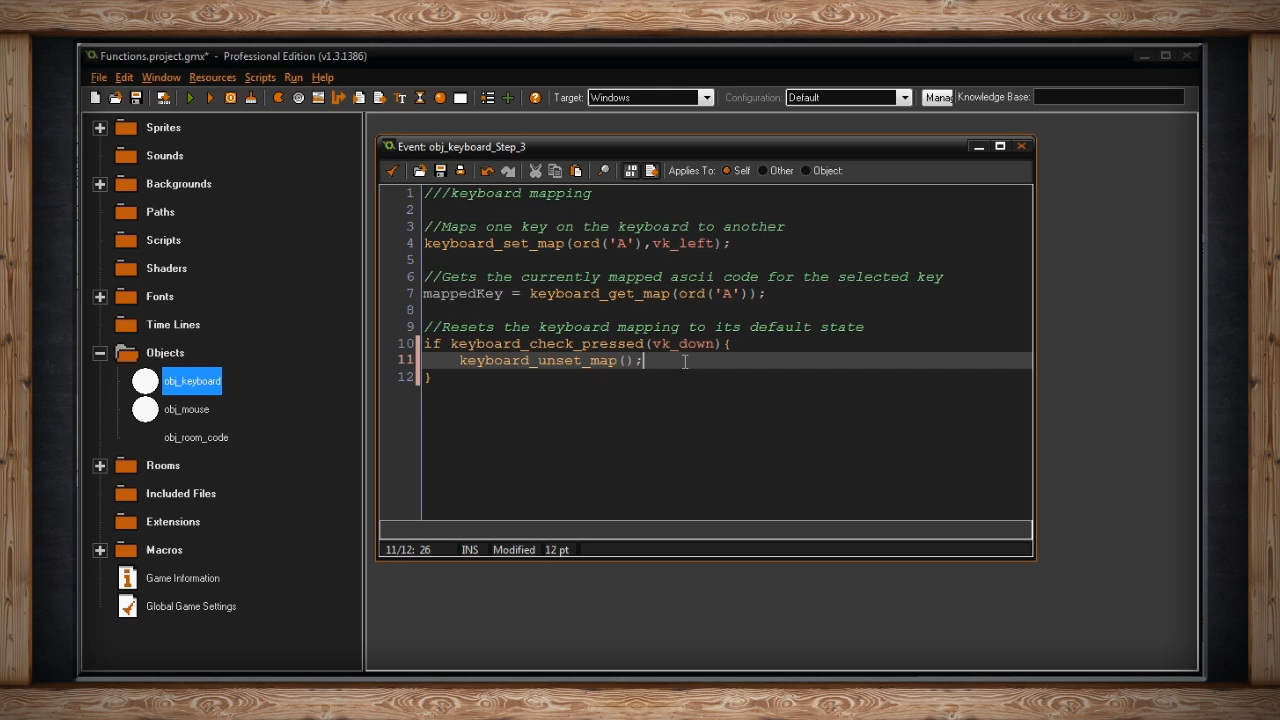 Functions.project.gmx* - Professional Edition (v1.3.1386)
File Edit Window Resources Scripts Run Help
Target: Windows Configuration: Default Mana Knowledge Base:
Sprites
Sounds
Backgrounds
Paths
Scripts
Shaders
Fonts
Time Lines
Objects
obj_keyboard
obj_mouse
obj_room_code
Rooms
Included Files
Extensions
Macros
Game Information
Global Game Settings
Event: obj_keyboard_Step_3
Applies To: Self Other Object:
1 ///keyboard mapping
2
3 //Maps one key on the keyboard to another
4 keyboard_set_map(ord('A'),vk_left);
5
6 //Gets the currently mapped ascii code for the selected key
7 mappedKey = keyboard_get_map(ord('A'));
8
9 //Resets the keyboard mapping to its default state
10 if keyboard_check_pressed(vk_down){
11 keyboard_unset_map();
12 }
11/12: 26 INS Modified 12 pt